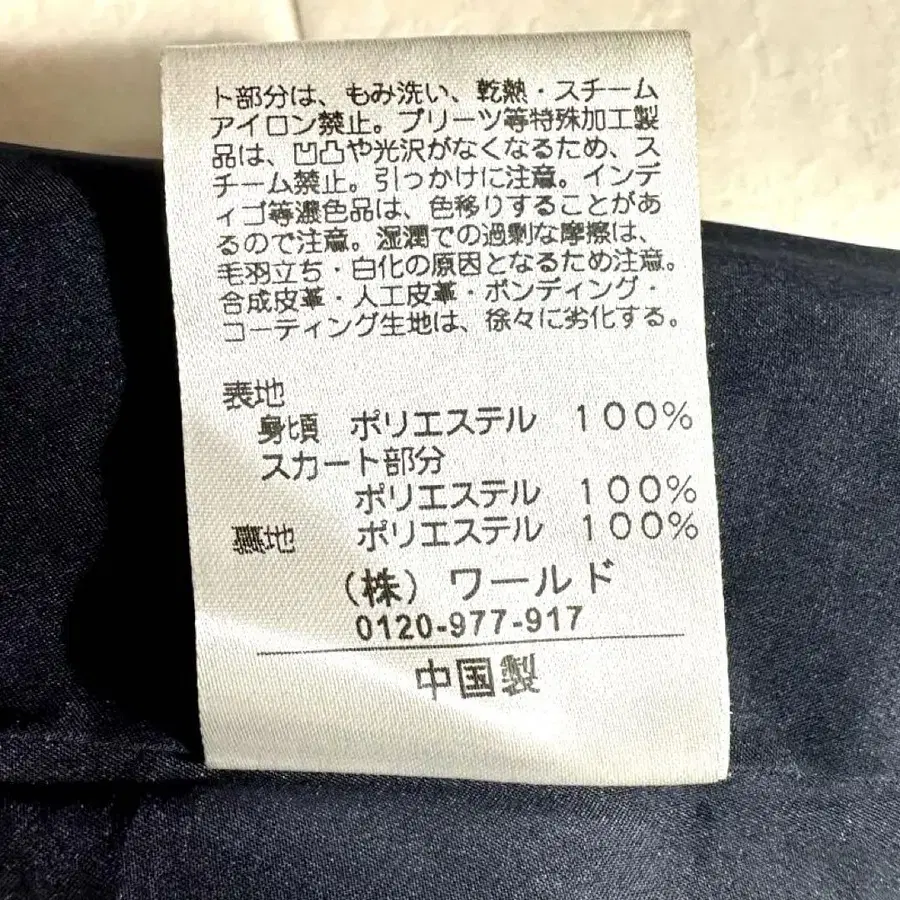 ト部分は、もみ洗い、乾熱・スチーム
アイロン禁止。プリーツ等特殊加工製
品は、凹凸や光沢がなくなるため、ス
チーム禁止。引っかけに注意。インデ
ィゴ等濃色品は、色移りすることがあ
るので注意。湿潤での過剰な摩擦は、
毛羽立ち・白化の原因となるため注意。
合成皮革・人工皮革・ボンディング・
コーティング生地は、徐々に劣化する。
表地
身頃 ポリエステル 100%
スカート部分
ポリエステル 100%
裏地 ポリエステル 100%
(株)ワールド
0120-977-917
中国製